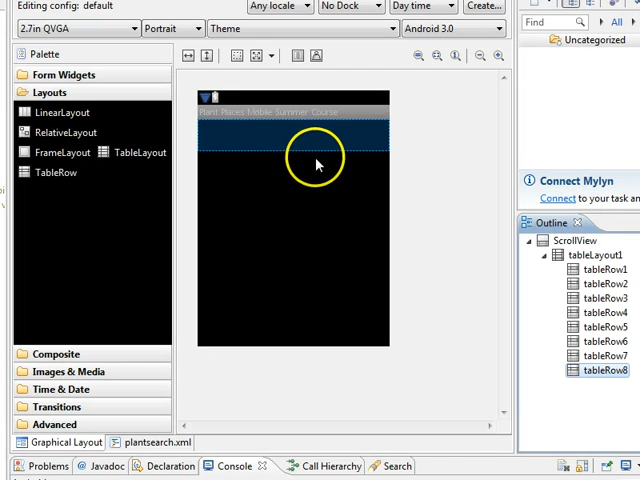 Editing config: default
Any locale
No Dock
Day time
Create...
2.7in QVGA
Portrait
Theme
Android 3.0
Find
All
Uncategorized
Palette
Form Widgets
Layouts
LinearLayout
RelativeLayout
FrameLayout
TableLayout
TableRow
Composite
Images & Media
Time & Date
Transitions
Advanced
Graphical Layout
plantsearch.xml
Plant Places Mobile Summer Course
Connect Mylyn
Connect to your task an
Outline
ScrollView
tableLayout1
tableRow1
tableRow2
tableRow3
tableRow4
tableRow5
tableRow6
tableRow7
tableRow8
Problems
@ Javadoc
Declaration
Console
Call Hierarchy
Search